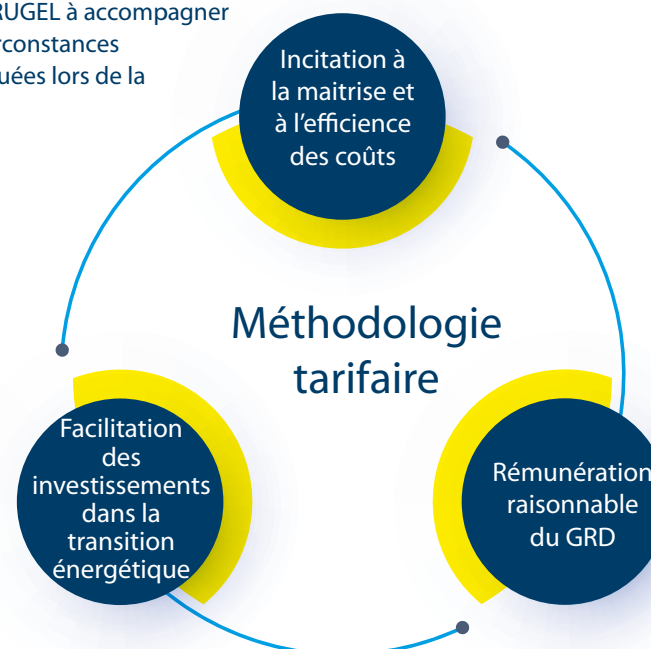 RUGEL à accompagner
constances
uées lors de la
Incitation à
la maitrise et
à l'efficience
des coûts
Méthodologie
tarifaire
Facilitation
des
investissements
dans la
transition
énergétique
Rémunération
raisonnable
du GRD